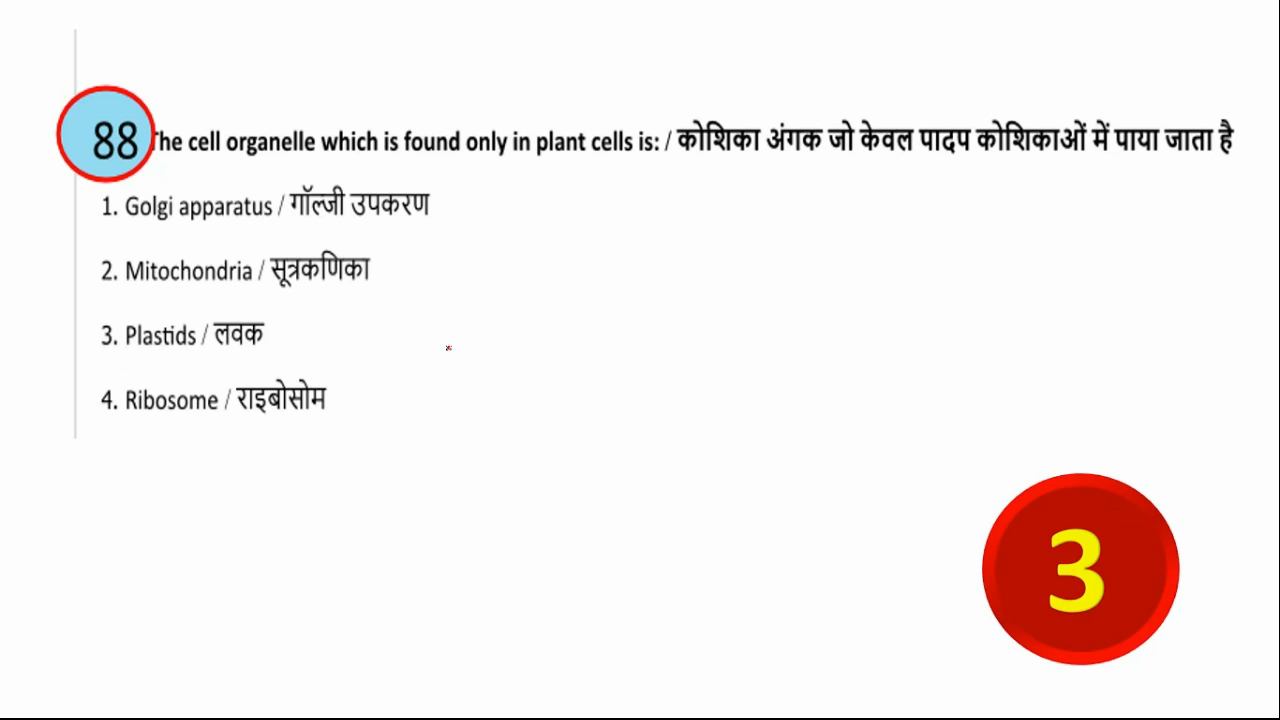 88 The cell organelle which is found only in plant cells is: / कोशिका अंगक जो केवल पादप कोशिकाओं में पाया जाता है
1. Golgi apparatus / गॉल्जी उपकरण
2. Mitochondria / सूत्रकणिका
3. Plastids / लवक
4. Ribosome / राइबोसोम
3